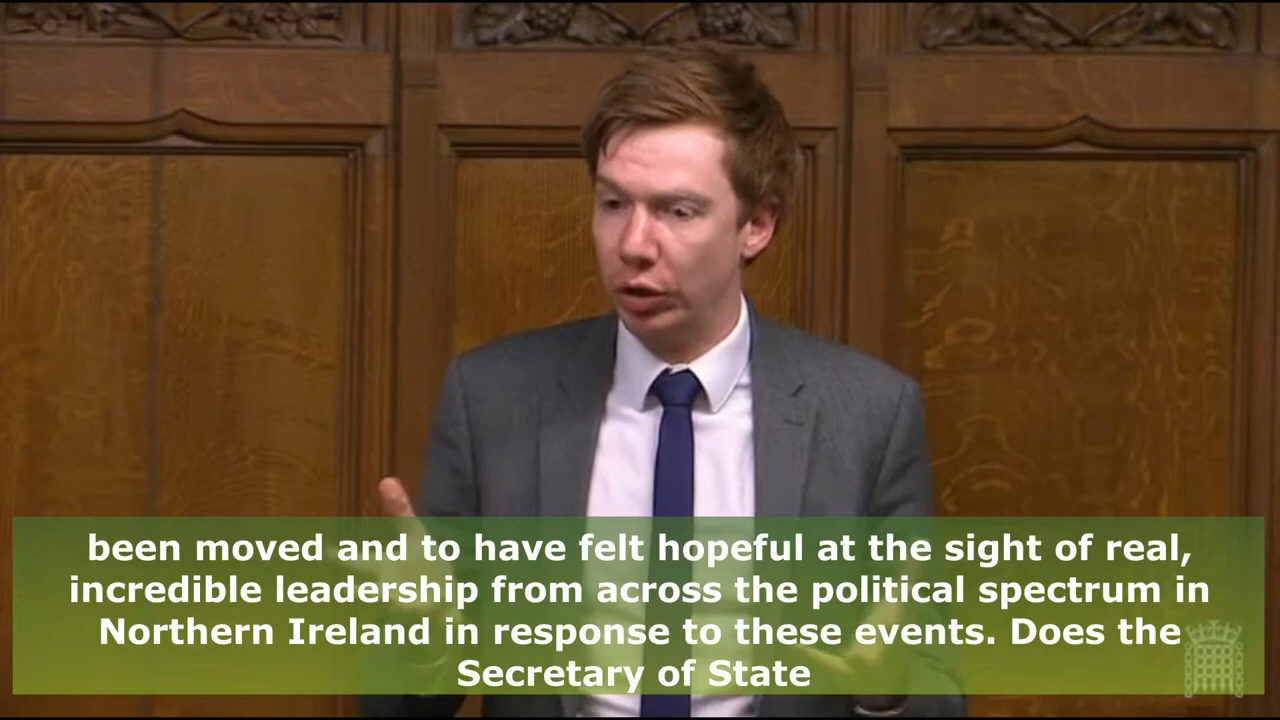 been moved and to have felt hopeful at the sight of real,
incredible leadership from across the political spectrum in
Northern Ireland in response to these events. Does the
Secretary of State